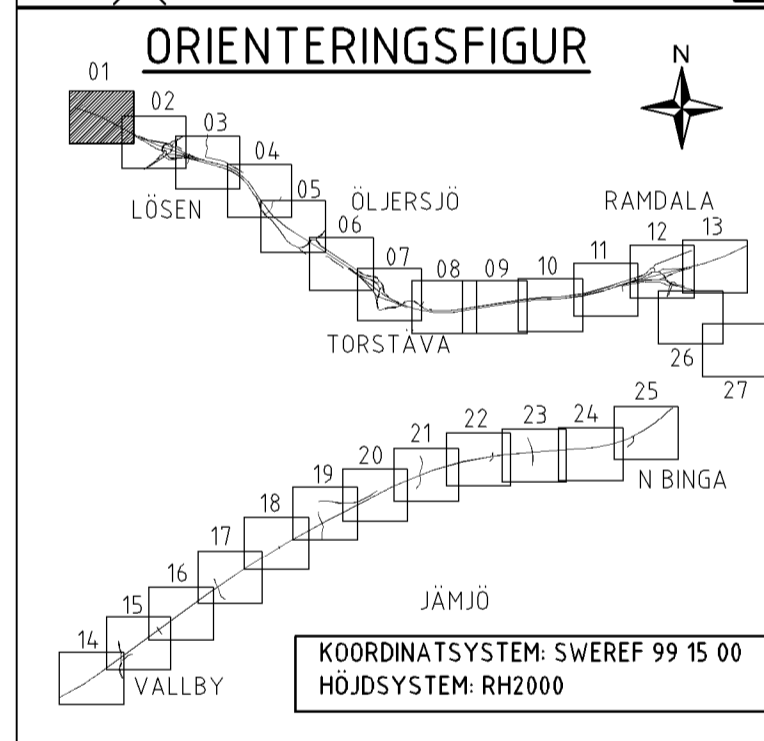 ORIENTERINGSFIGUR
N
01
02
03
04
LÖSEN
05
ÖLJERSJÖ
RAMDALA
06
07
08
09
10
11
12
13
TORSTÄVA
26
27
25
24
23
22
21
20
19
N BINGA
18
17
16
JÄMJÖ
15
14
VALLBY
KOORDINATSYSTEM: SWEREF 99 15 00
HÖJDSYSTEM: RH2000